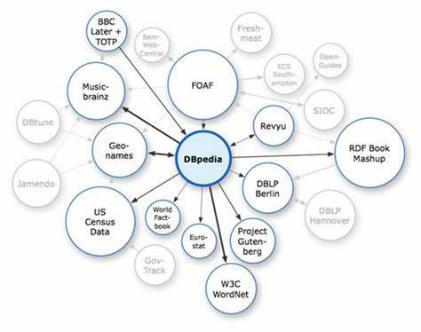 BBC
Later +
TOTP
Sem-
Web-
Central
Fresh-
meat
ECS
South-
ampton
Open-
Guides
Music-
brainz
FOAF
SIOC
DBtune
Revyu
Geo-
names
DBpedia
RDF Book
Mashup
Jamendo
DBLP
Berlin
US
Census
Data
World
Fact-
book
DBLP
Hannover
Euro-
stat
Project
Guten-
berg
Gov-
Track
W3C
WordNet